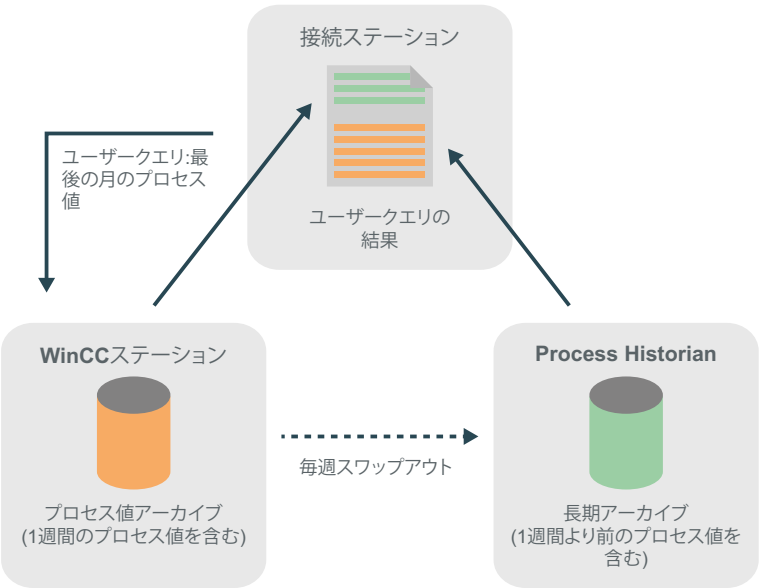 接続ステーション
ユーザークエリ:最
後の月のプロセス
値
ユーザークエリの
結果
WinCCステーション
Process Historian
毎週スワップアウト
プロセス値アーカイブ
(1週間のプロセス値を含む)
長期アーカイブ
(1週間より前のプロセス値を
含む)